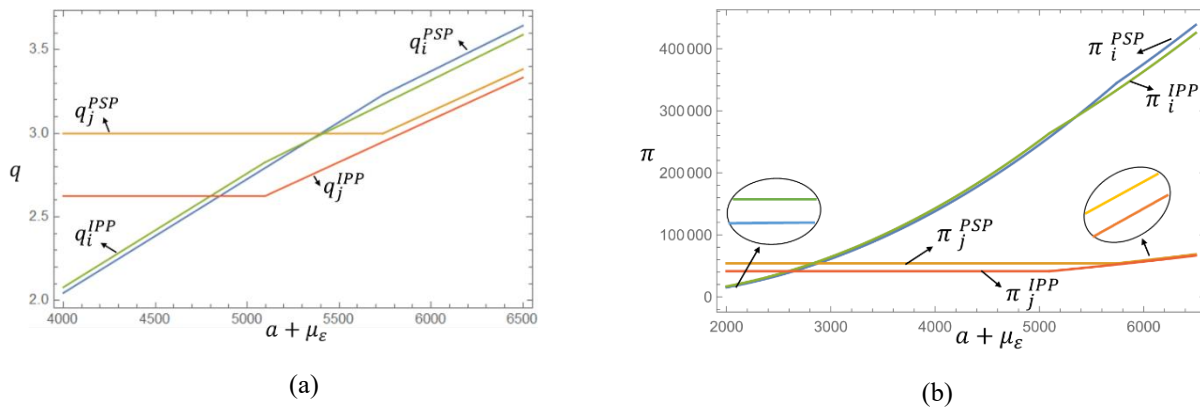 q_i^{PSP}
3.5
q_j^{PSP}
3.0
q
q_j^{IPP}
2.5
q_i^{IPP}
2.0
4000 4500 5000 5500 6000 6500
a + μ_ε
(a)
400 000
π_i^{PSP}
π_i^{IPP}
300 000
π
200 000
100 000
π_j^{PSP}
π_j^{IPP}
0
2000 3000 4000 5000 6000
a + μ_ε
(b)